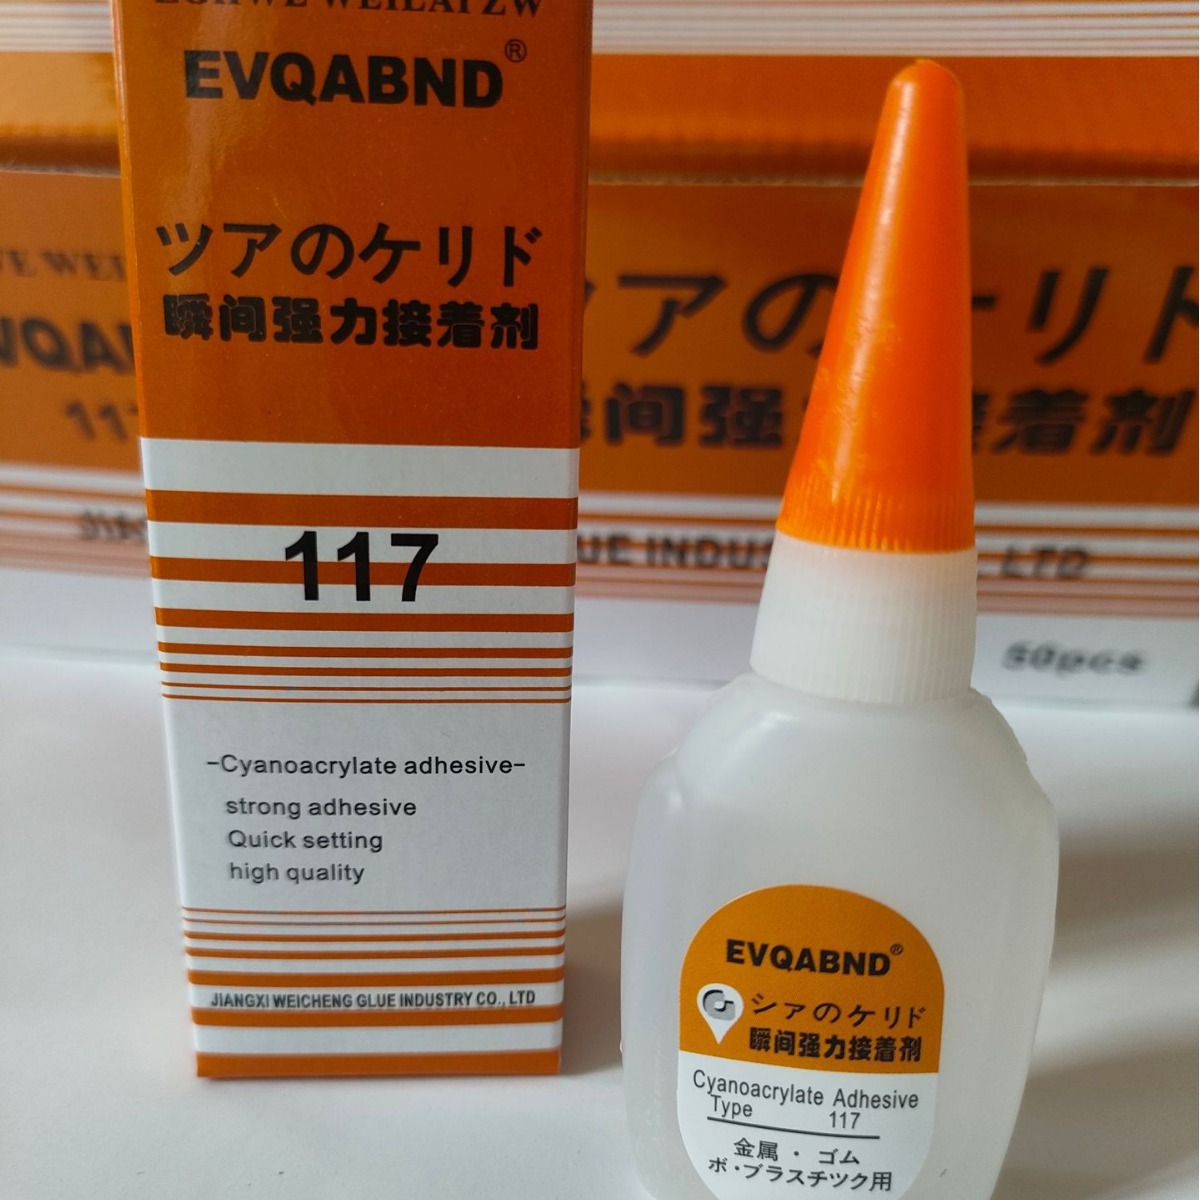 EVQABND®
ツアのケリド
瞬间强力接着剂
117
-Cyanoacrylate adhesive-
strong adhesive
Quick setting
high quality
JIANGXI WEICHENG GLUE INDUSTRY CO., LTD
EVQABND®
シァのケリド
瞬间强力接着剂
Cyanoacrylate Adhesive
Type 117
金属・ゴム
ボ・ブラスチツク用
50pcs